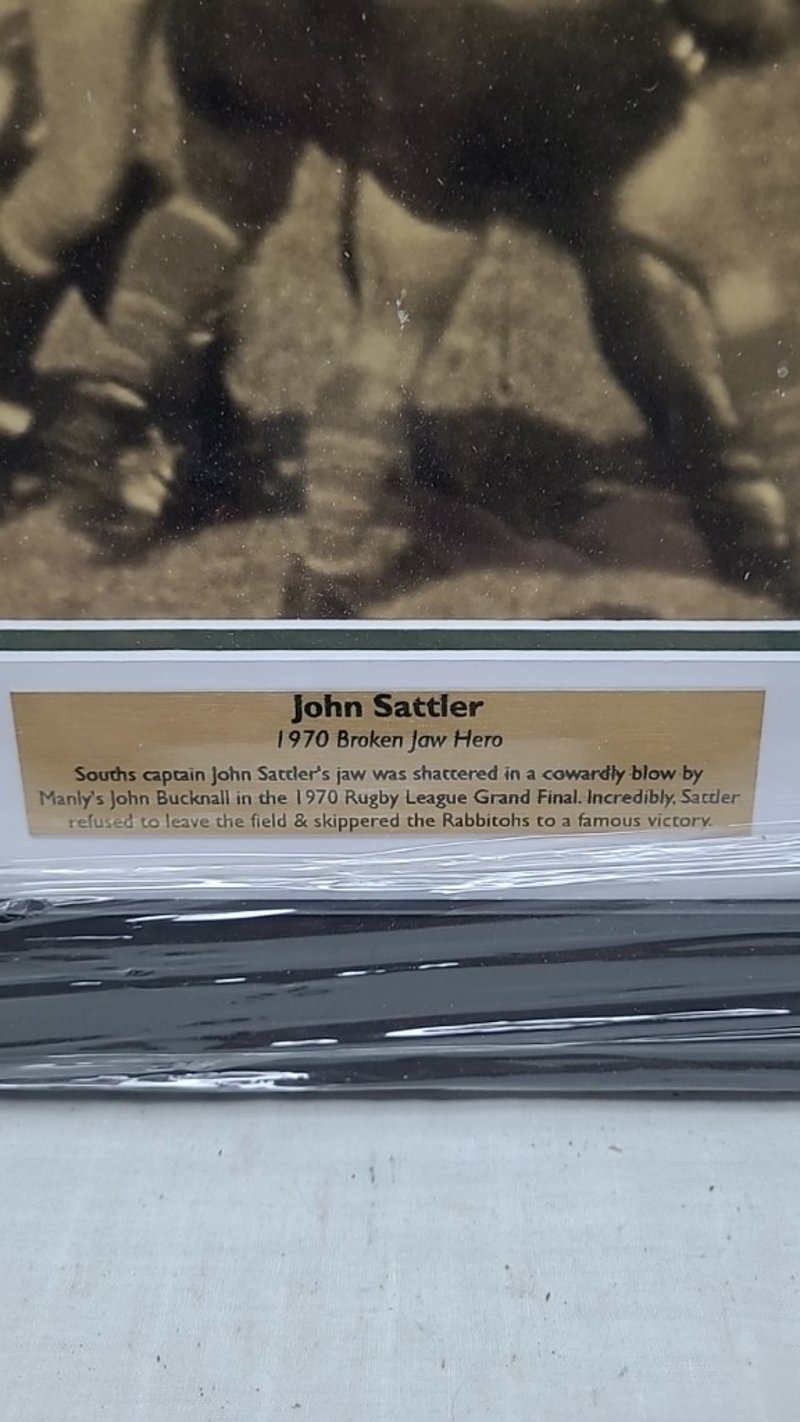 John Sattler
1970 Broken Jaw Hero
Souths captain John Sattler's jaw was shattered in a cowardly blow by
Manly's John Bucknall in the 1970 Rugby League Grand Final. Incredibly, Sattler
refused to leave the field & skippered the Rabbitohs to a famous victory.